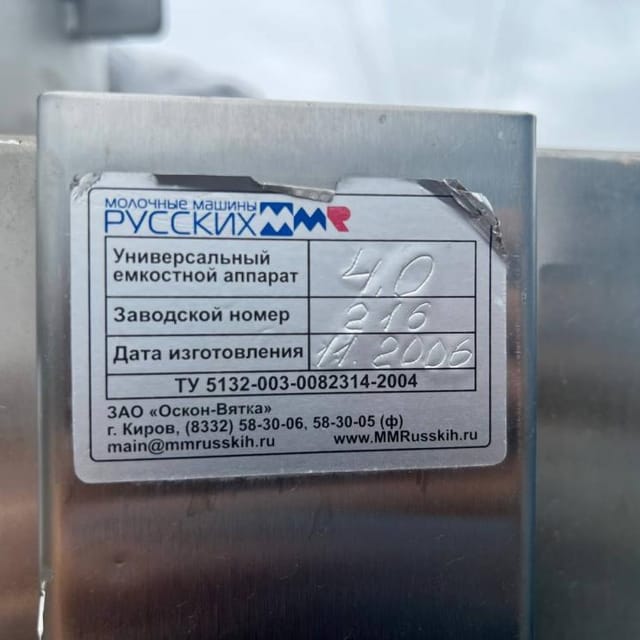 МОЛОЧНЫЕ МАШИНЫ
РУССКИХ ММR
Универсальный емкостной аппарат 4,0
Заводской номер 216
Дата изготовления 11.2006
ТУ 5132-003-0082314-2004
ЗАО «Оскон-Вятка»
г. Киров, (8332) 58-30-06, 58-30-05 (ф)
main@mmrusskih.ru www.MMRusskih.ru